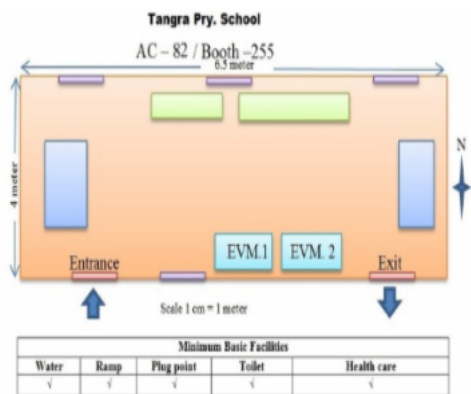 Tangra Pry. School
AC – 82 / Booth –255
6.5 meter
4 meter
N
EVM.1
EVM. 2
Entrance
Exit
Scale 1 cm = 1 meter
Minimum Basic Facilities
Water Ramp Plug point Toilet Health care
√ √ √ √ √